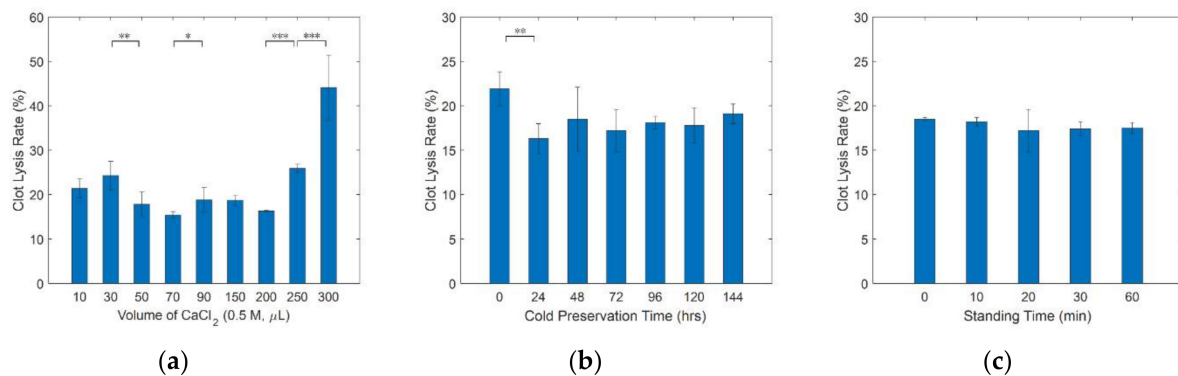 60
50
40
30
20
10
0
Clot Lysis Rate (%)
** * *** ***
10 30 50 70 90 150 200 250 300
Volume of CaCl₂ (0.5 M, μL)
(a)
30
25
20
15
10
5
0
Clot Lysis Rate (%)
**
0 24 48 72 96 120 144
Cold Preservation Time (hrs)
(b)
30
25
20
15
10
5
0
Clot Lysis Rate (%)
0 10 20 30 60
Standing Time (min)
(c)